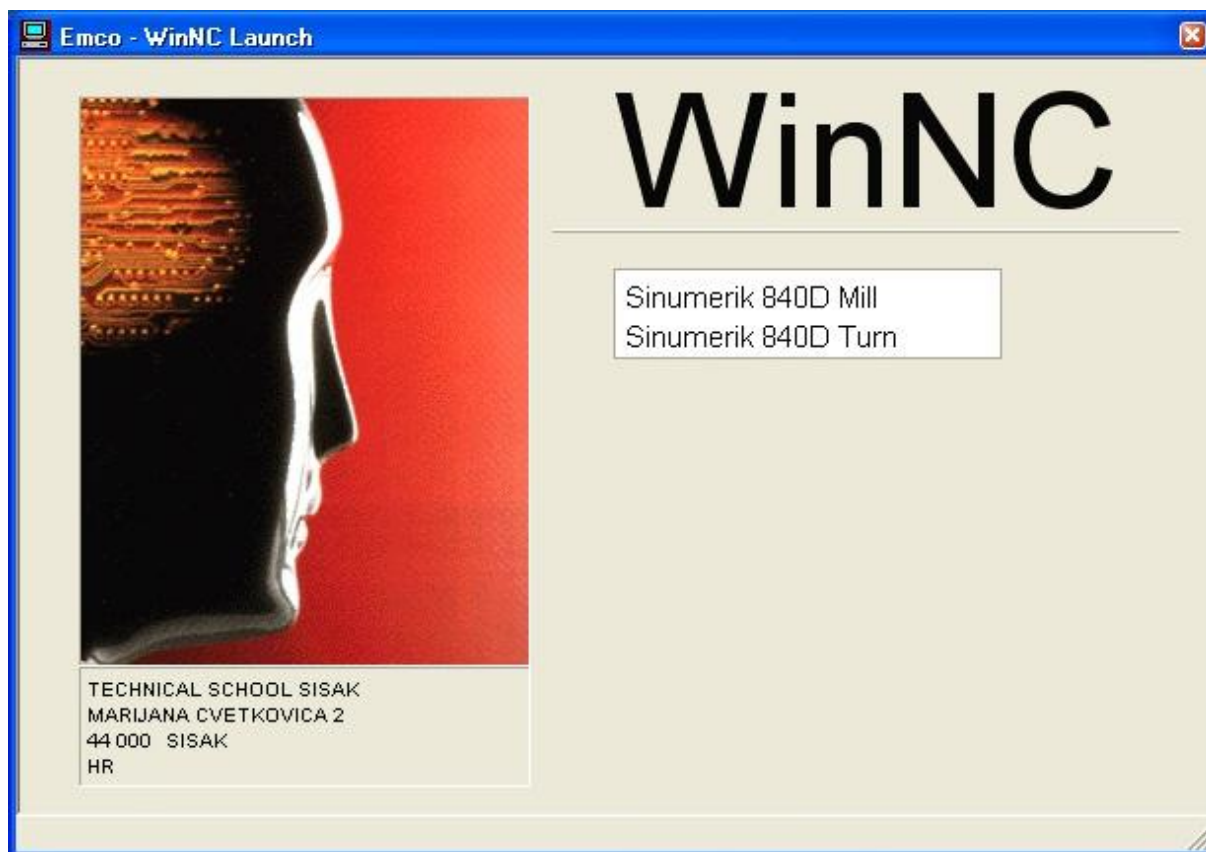 Emco - WinNC Launch
WinNC
Sinumerik 840D Mill
Sinumerik 840D Turn
TECHNICAL SCHOOL SISAK
MARIJANA CVETKOVICA 2
44 000 SISAK
HR